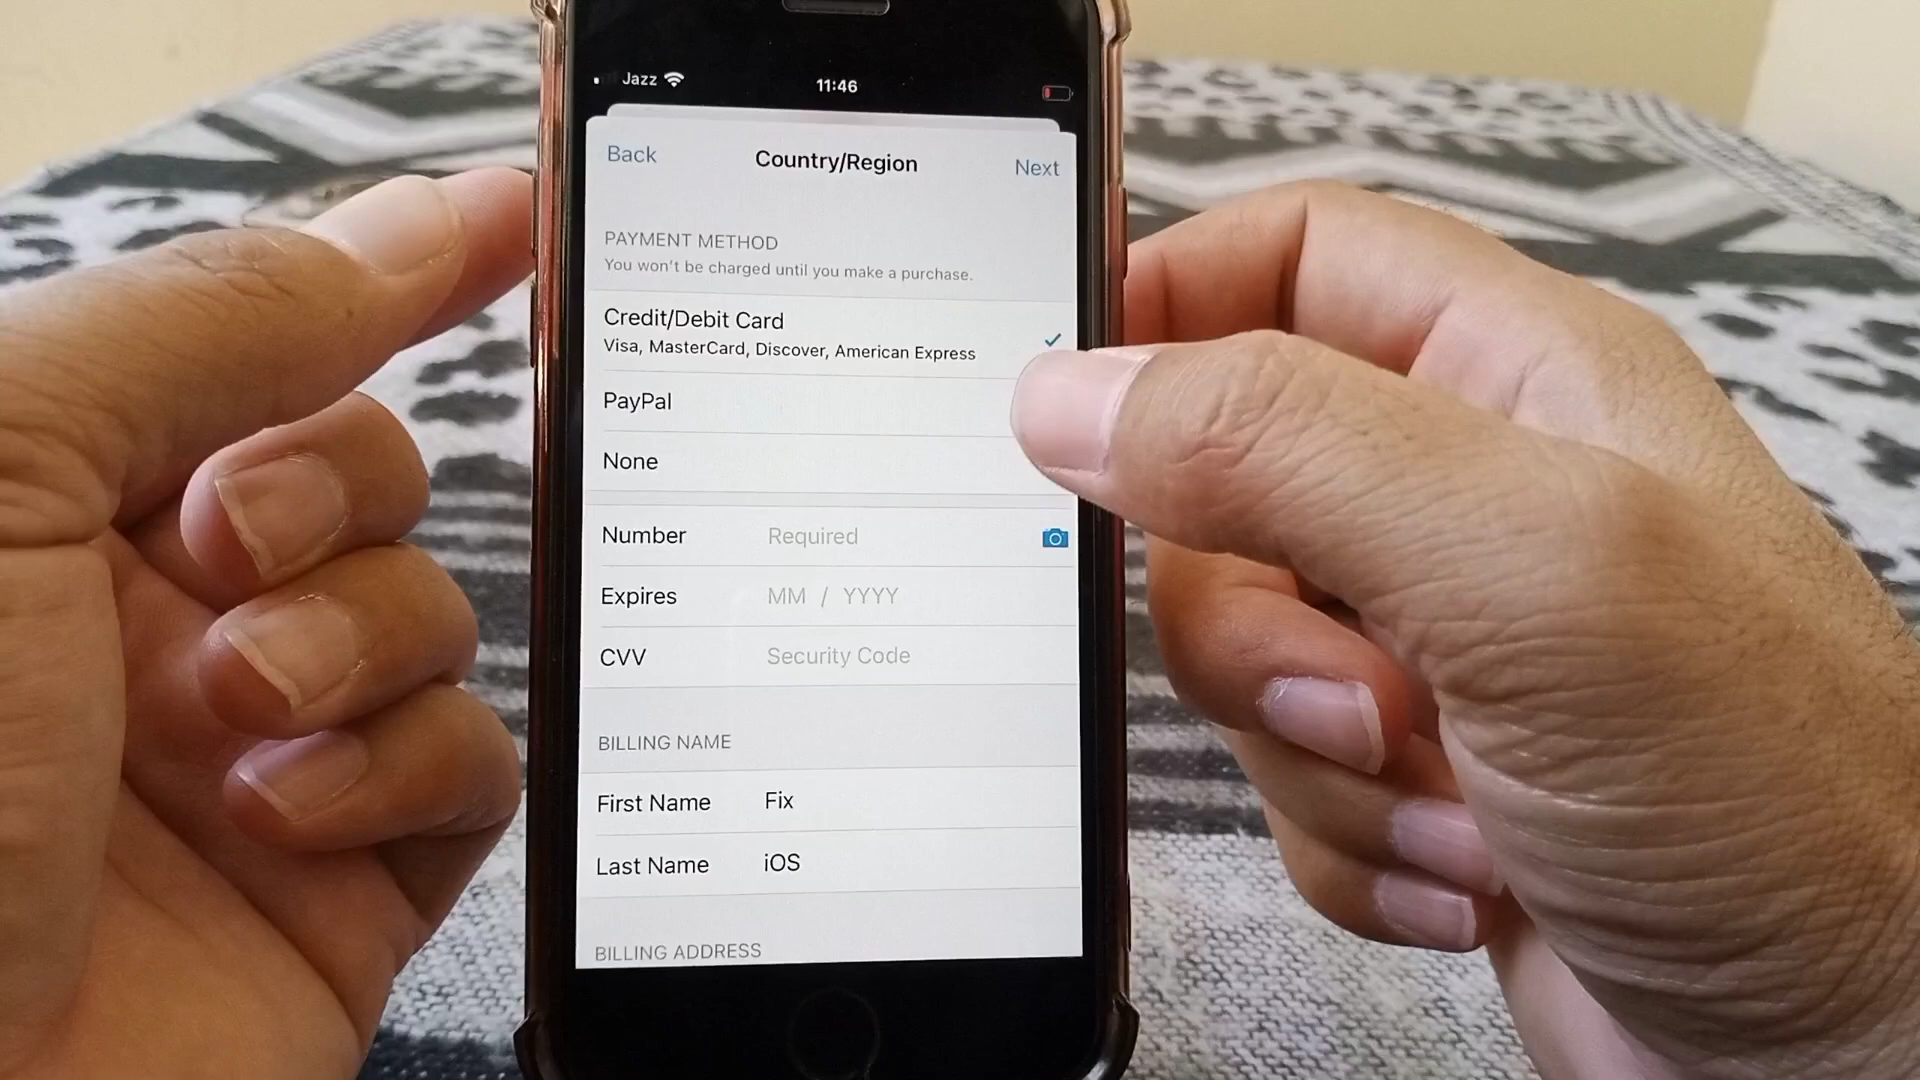 Jazz 11:46
Back Country/Region Next
PAYMENT METHOD
You won't be charged until you make a purchase.
Credit/Debit Card
Visa, MasterCard, Discover, American Express
PayPal
None
Number Required
Expires MM / YYYY
CVV Security Code
BILLING NAME
First Name Fix
Last Name iOS
BILLING ADDRESS